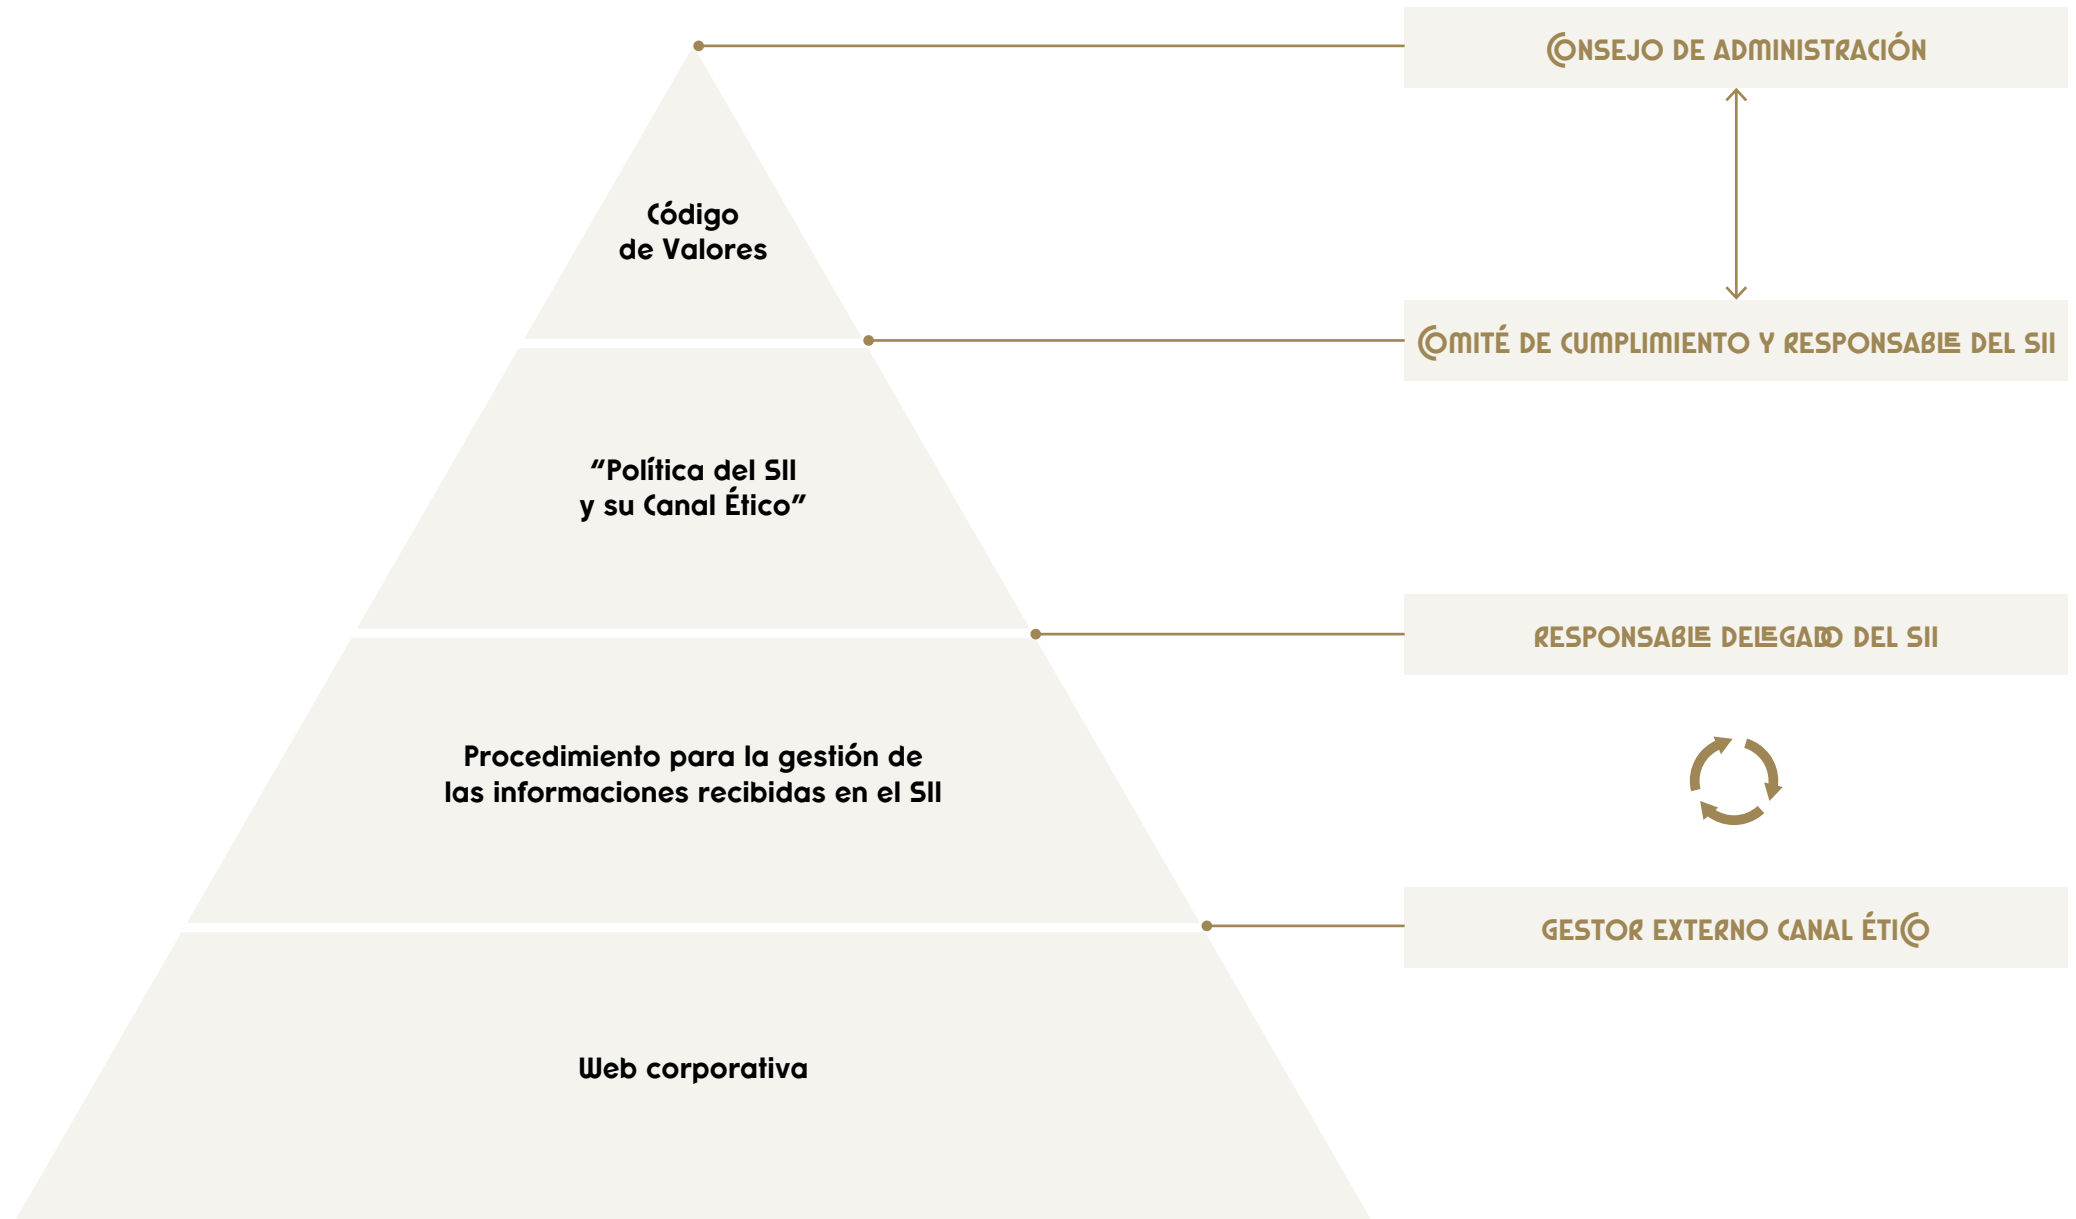 CONSEJO DE ADMINISTRACIÓN
Código
de Valores
COMITÉ DE CUMPLIMIENTO Y RESPONSABLE DEL SII
“Política del SII
y su Canal Ético”
RESPONSABLE DELEGADO DEL SII
Procedimiento para la gestión de
las informaciones recibidas en el SII
GESTOR EXTERNO CANAL ÉTICO
Web corporativa